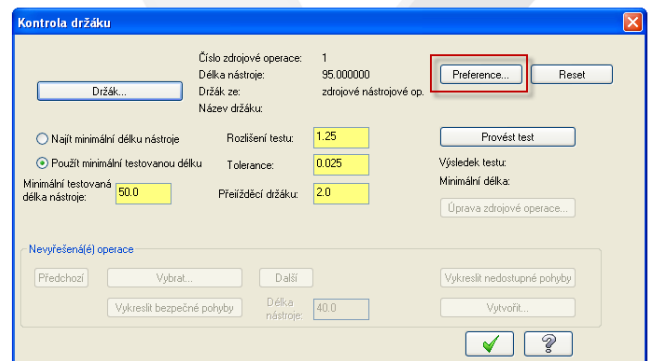 Kontrola držáku
Číslo zdrojové operace: 1
Délka nástroje: 95.000000
Preference... Reset
Držák...
Držák ze: zdrojové nástrojové op.
Název držáku:
Najít minimální délku nástroje
Rozlišení testu: 1.25
Provést test
Použít minimální testovanou délku
Tolerance: 0.025
Výsledek testu:
Minimální testovaná
délka nástroje: 50.0
Přeiížděcí držáku: 2.0
Minimální délka:
Úprava zdrojové operace...
Nevyřešená(é) operace
Předchozí Vybrat... Další Vykreslit nedostupné pohyby
Vykreslit bezpečné pohyby
Délka
nástroje: 40.0
Vytvořit...